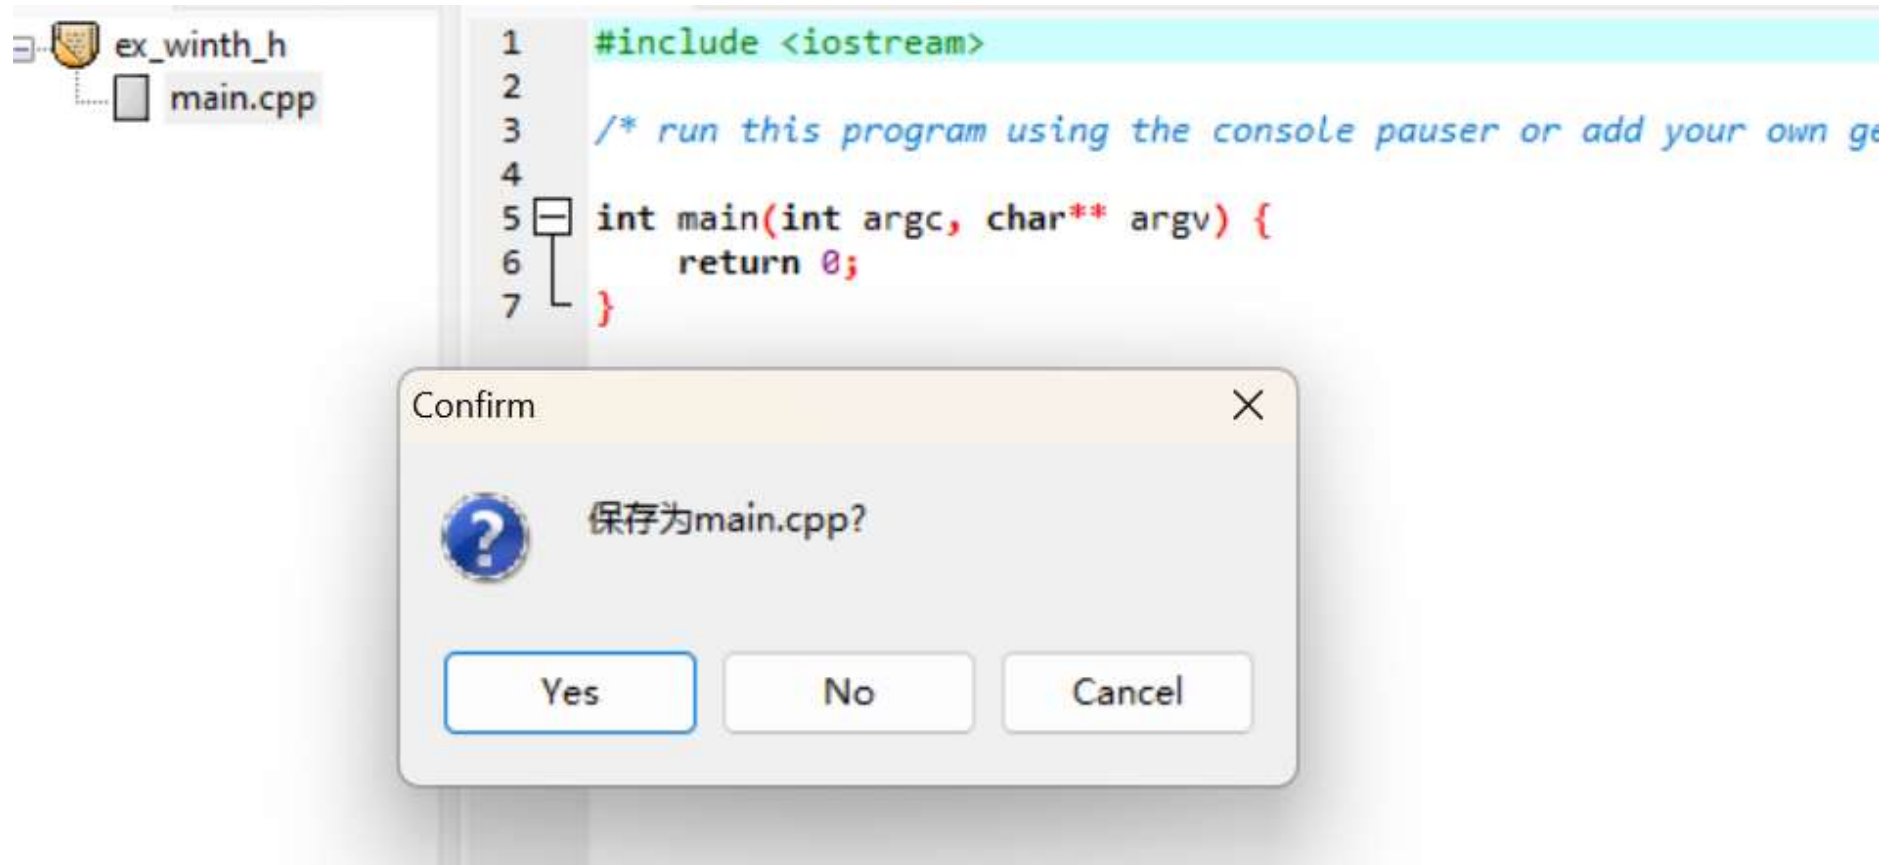 ex_winth_h
main.cpp
1 #include <iostream>
2
3 /* run this program using the console pauser or add your own ge
4
5 int main(int argc, char** argv) {
6 return 0;
7 }
Confirm
保存为main.cpp?
Yes No Cancel